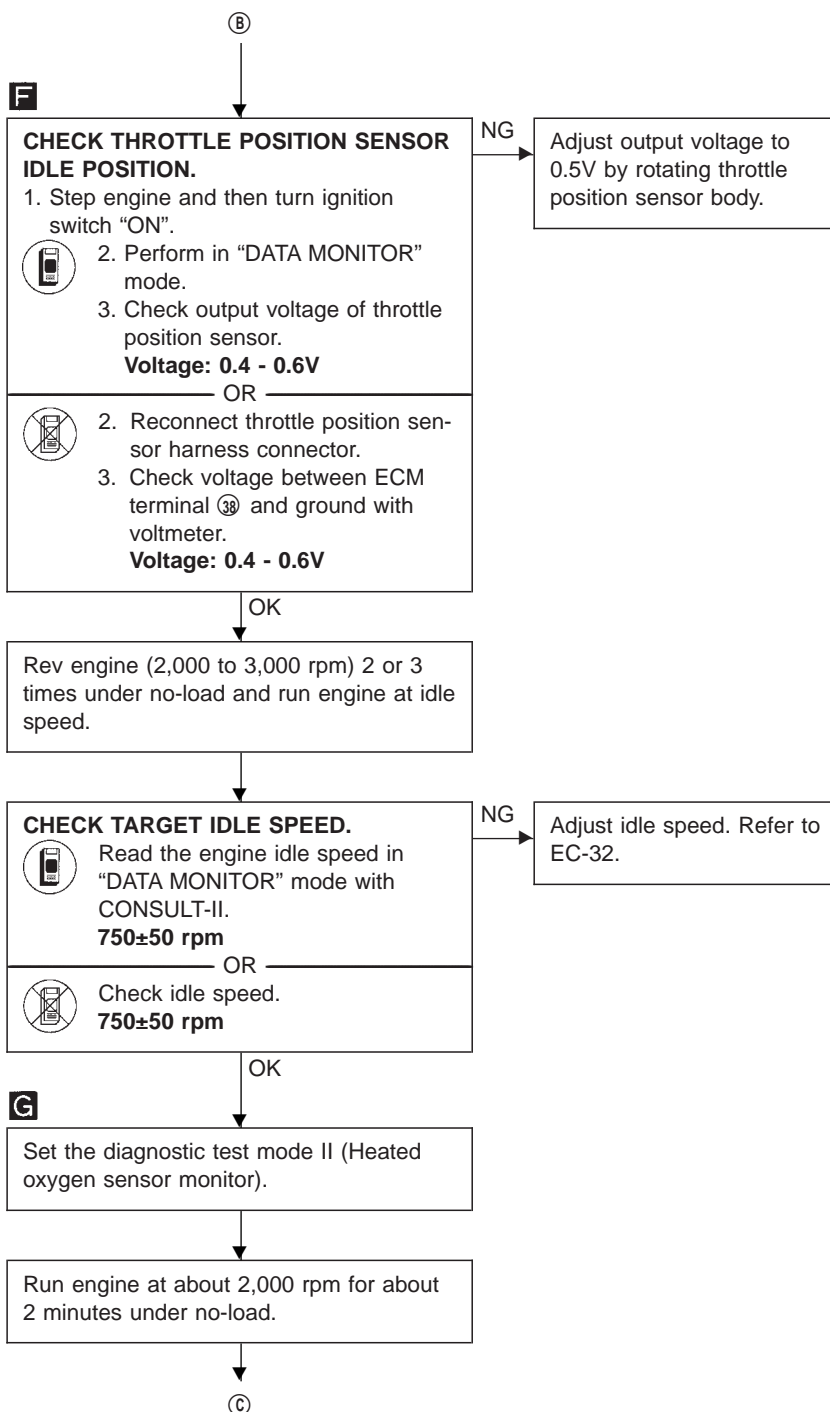 Ⓑ
F
CHECK THROTTLE POSITION SENSOR
IDLE POSITION.
1. Step engine and then turn ignition
switch “ON”.
2. Perform in “DATA MONITOR”
mode.
3. Check output voltage of throttle
position sensor.
Voltage: 0.4 - 0.6V
OR
2. Reconnect throttle position sen-
sor harness connector.
3. Check voltage between ECM
terminal ㊳ and ground with
voltmeter.
Voltage: 0.4 - 0.6V
NG
Adjust output voltage to
0.5V by rotating throttle
position sensor body.
OK
Rev engine (2,000 to 3,000 rpm) 2 or 3
times under no-load and run engine at idle
speed.
CHECK TARGET IDLE SPEED.
Read the engine idle speed in
“DATA MONITOR” mode with
CONSULT-II.
750±50 rpm
OR
Check idle speed.
750±50 rpm
NG
Adjust idle speed. Refer to
EC-32.
OK
G
Set the diagnostic test mode II (Heated
oxygen sensor monitor).
Run engine at about 2,000 rpm for about
2 minutes under no-load.
Ⓒ